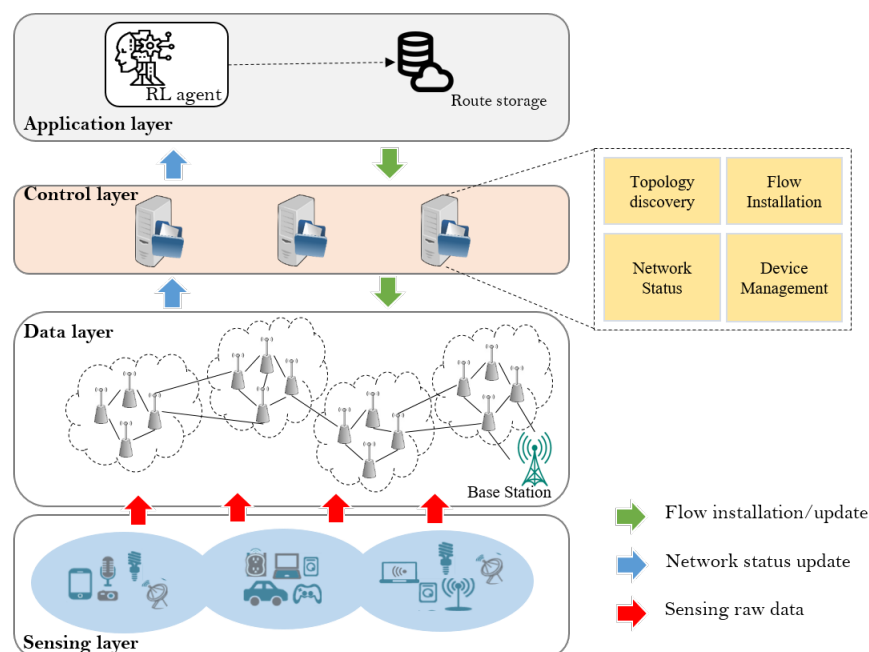 RL agent
Route storage
Application layer
Control layer
Topology
discovery
Flow
Installation
Network
Status
Device
Management
Data layer
Base Station
Flow installation/update
Network status update
Sensing raw data
Sensing layer